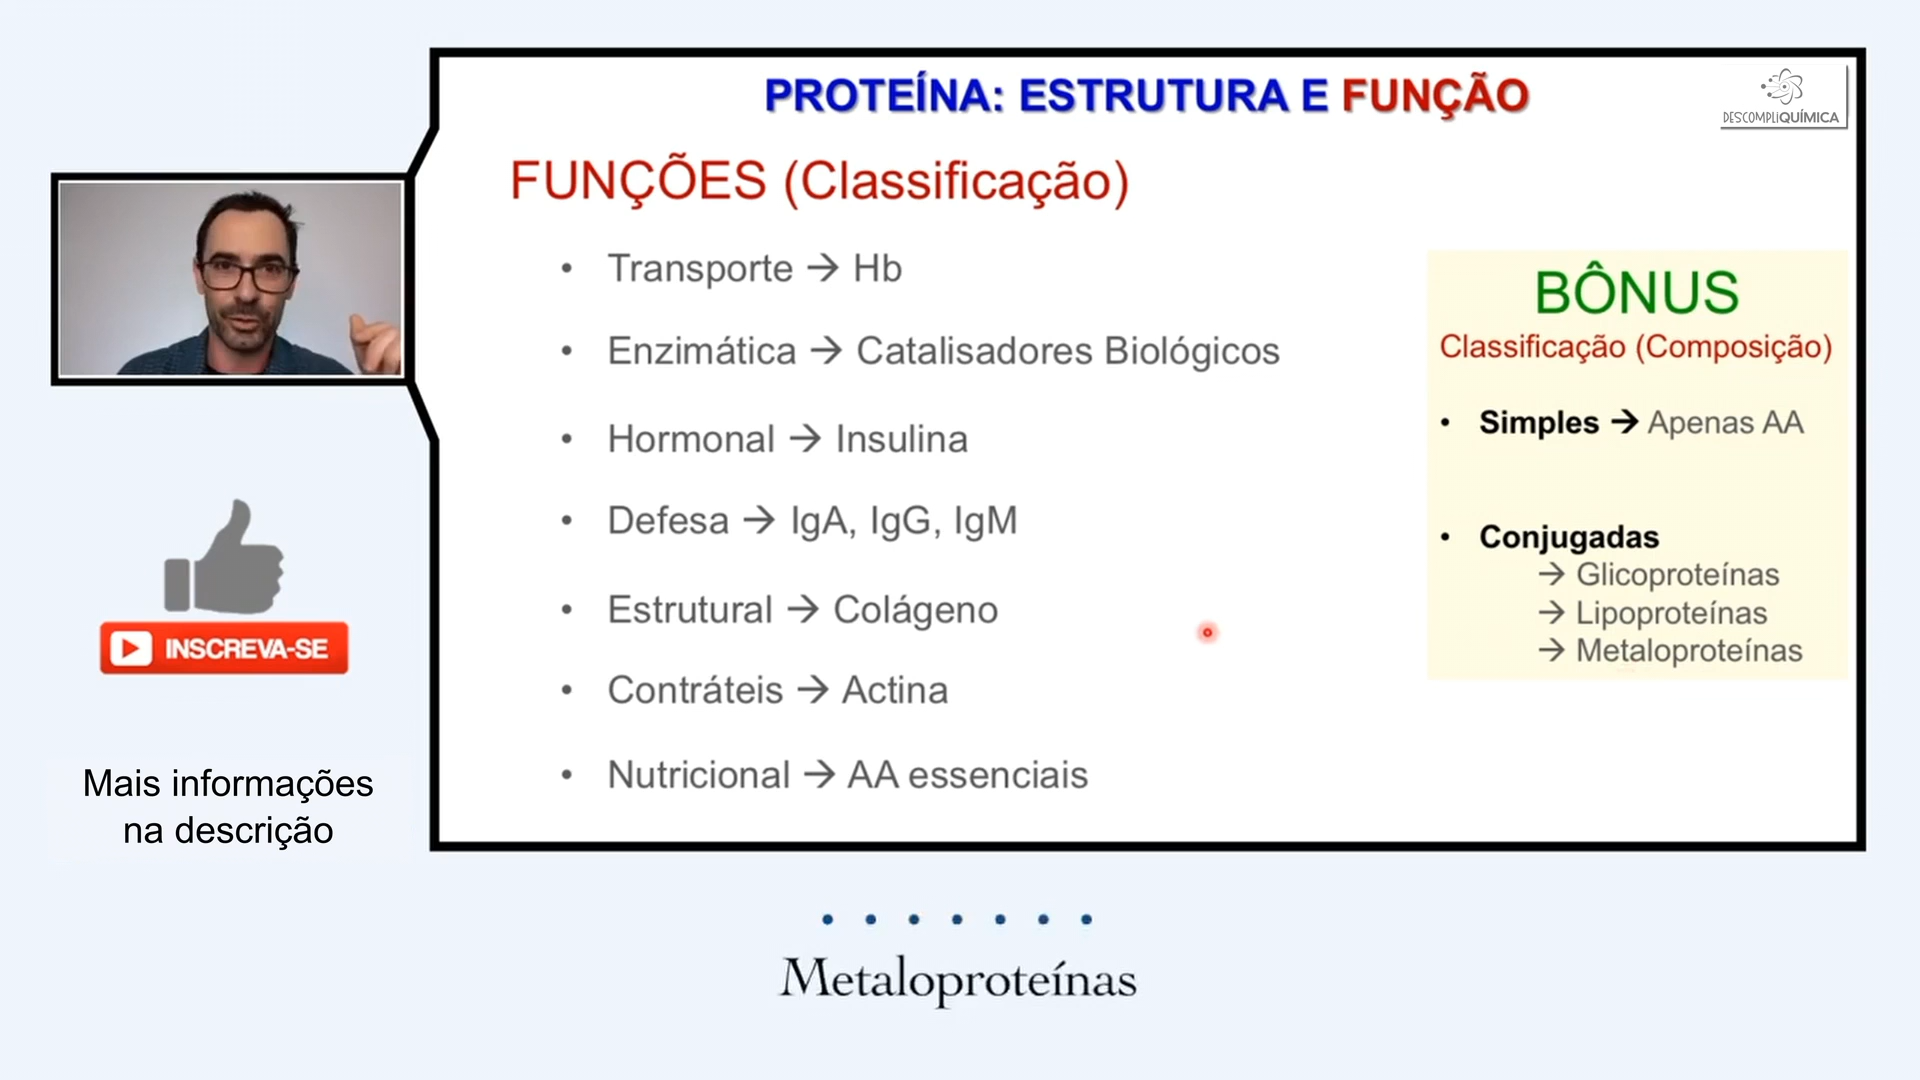 PROTEÍNA: ESTRUTURA E FUNÇÃO
DESCOMPLIQUÍMICA
FUNÇÕES (Classificação)
• Transporte → Hb
• Enzimática → Catalisadores Biológicos
• Hormonal → Insulina
• Defesa → IgA, IgG, IgM
• Estrutural → Colágeno
• Contráteis → Actina
• Nutricional → AA essenciais
BÔNUS
Classificação (Composição)
• Simples → Apenas AA
• Conjugadas
→ Glicoproteínas
→ Lipoproteínas
→ Metaloproteínas
INSCREVA-SE
Mais informações
na descrição
Metaloproteínas